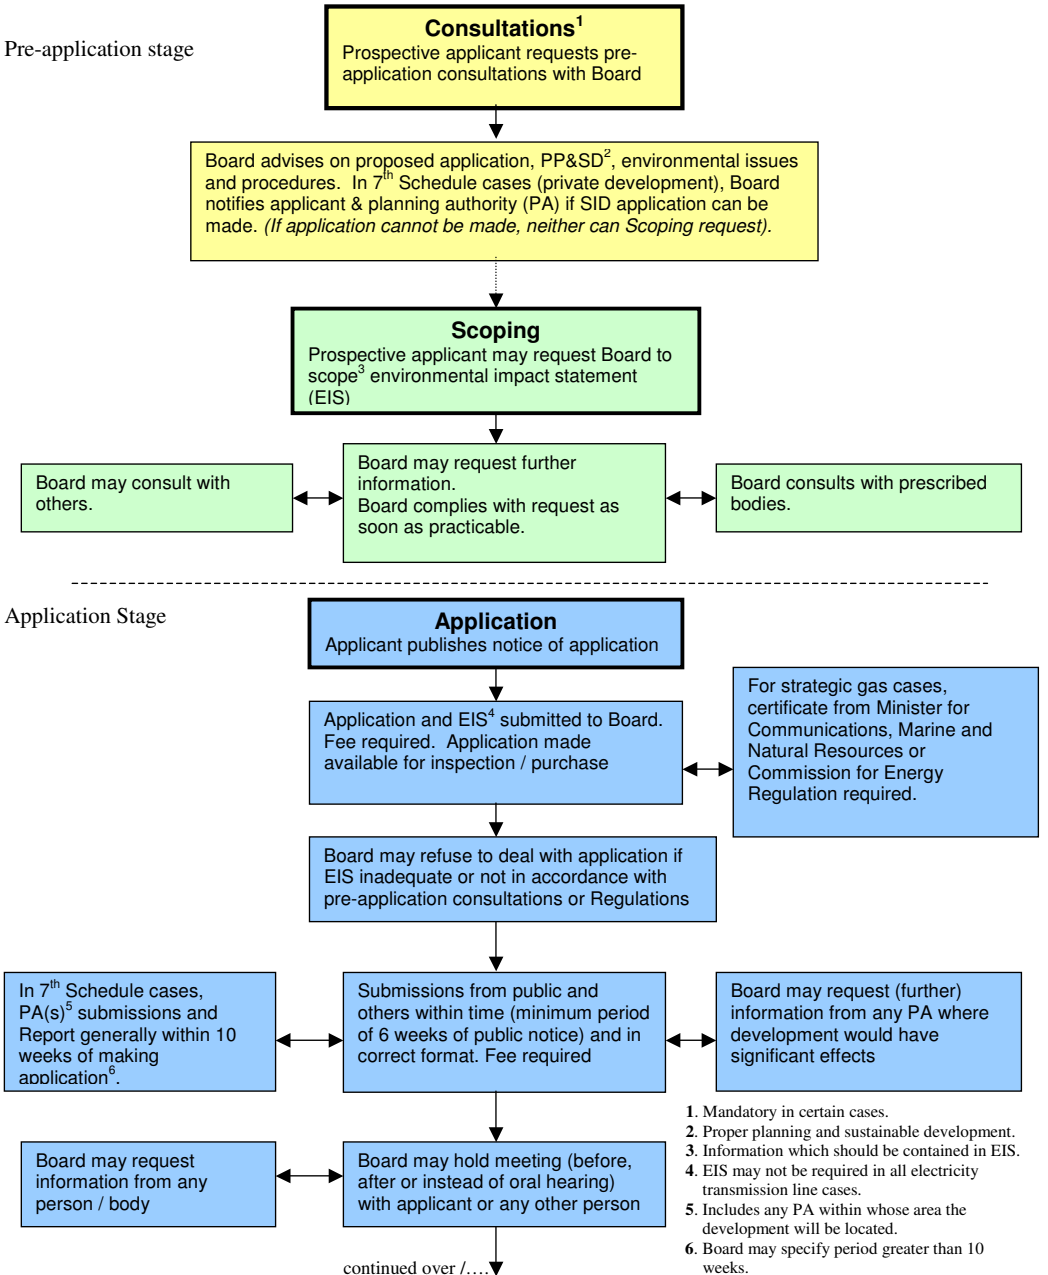 Pre-application stage
Consultations1
Prospective applicant requests pre-
application consultations with Board
Board advises on proposed application, PP&SD2, environmental issues
and procedures. In 7th Schedule cases (private development), Board
notifies applicant & planning authority (PA) if SID application can be
made. (If application cannot be made, neither can Scoping request).
Scoping
Prospective applicant may request Board to
scope3 environmental impact statement
(EIS)
Board may consult with
others.
Board may request further
information.
Board complies with request as
soon as practicable.
Board consults with prescribed
bodies.
Application Stage
Application
Applicant publishes notice of application
Application and EIS4 submitted to Board.
Fee required. Application made
available for inspection / purchase
For strategic gas cases,
certificate from Minister for
Communications, Marine and
Natural Resources or
Commission for Energy
Regulation required.
Board may refuse to deal with application if
EIS inadequate or not in accordance with
pre-application consultations or Regulations
In 7th Schedule cases,
PA(s)5 submissions and
Report generally within 10
weeks of making
application6.
Submissions from public and
others within time (minimum period
of 6 weeks of public notice) and in
correct format. Fee required
Board may request (further)
information from any PA where
development would have
significant effects
Board may request
information from any
person / body
Board may hold meeting (before,
after or instead of oral hearing)
with applicant or any other person
1. Mandatory in certain cases.
2. Proper planning and sustainable development.
3. Information which should be contained in EIS.
4. EIS may not be required in all electricity
transmission line cases.
5. Includes any PA within whose area the
development will be located.
6. Board may specify period greater than 10
weeks.
continued over /….